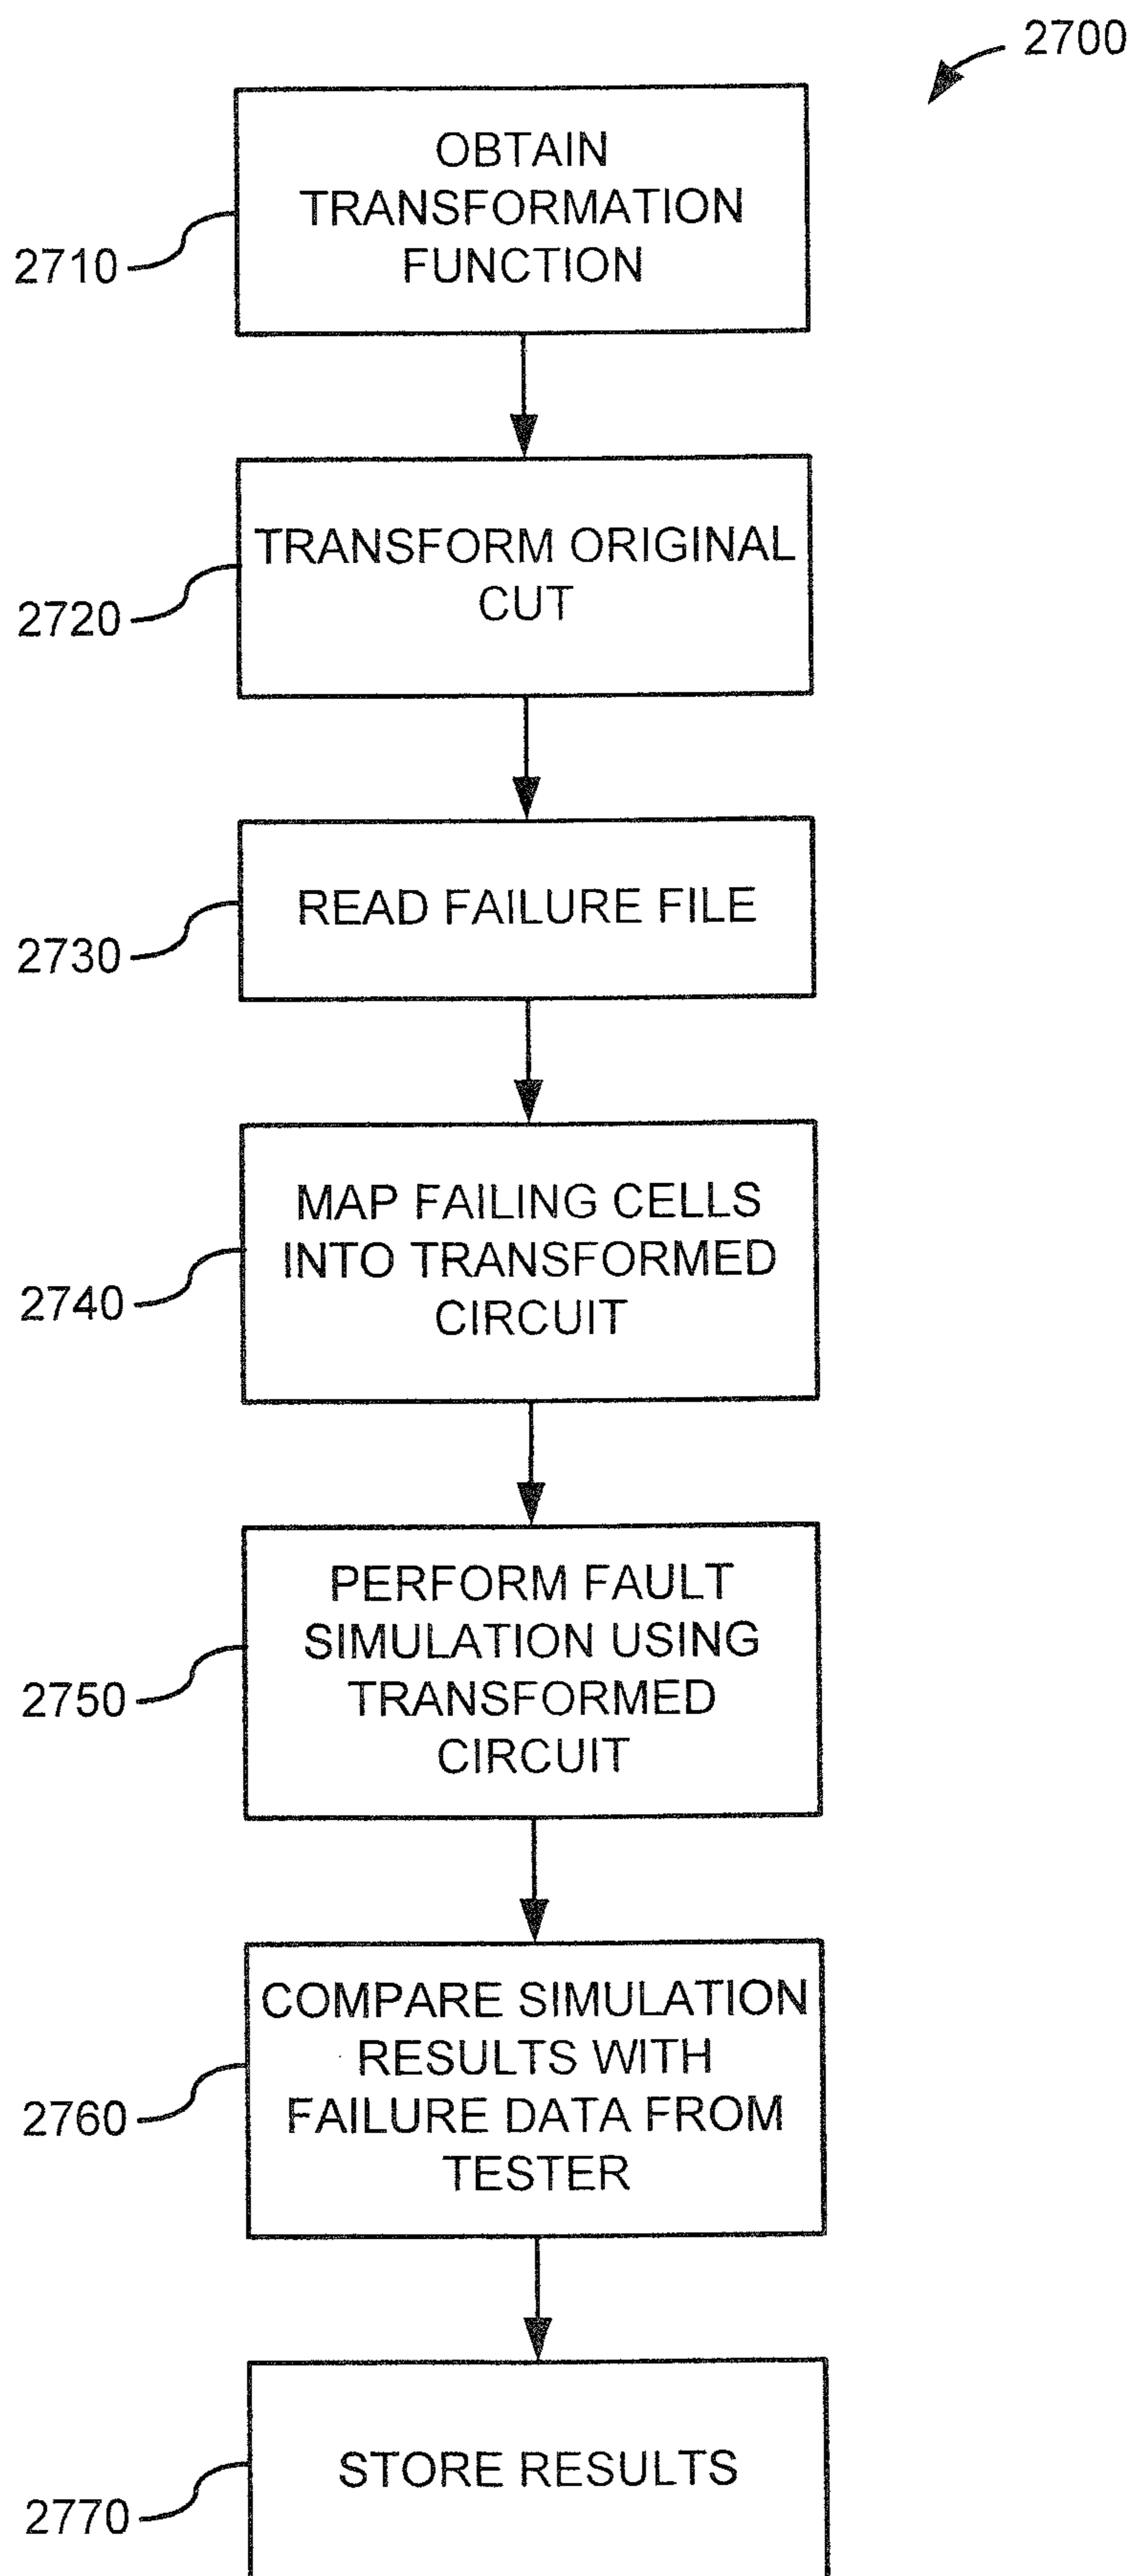 2700
OBTAIN
TRANSFORMATION
FUNCTION
2710
TRANSFORM ORIGINAL
CUT
2720
READ FAILURE FILE
2730
MAP FAILING CELLS
INTO TRANSFORMED
CIRCUIT
2740
PERFORM FAULT
SIMULATION USING
TRANSFORMED
CIRCUIT
2750
COMPARE SIMULATION
RESULTS WITH
FAILURE DATA FROM
TESTER
2760
STORE RESULTS
2770